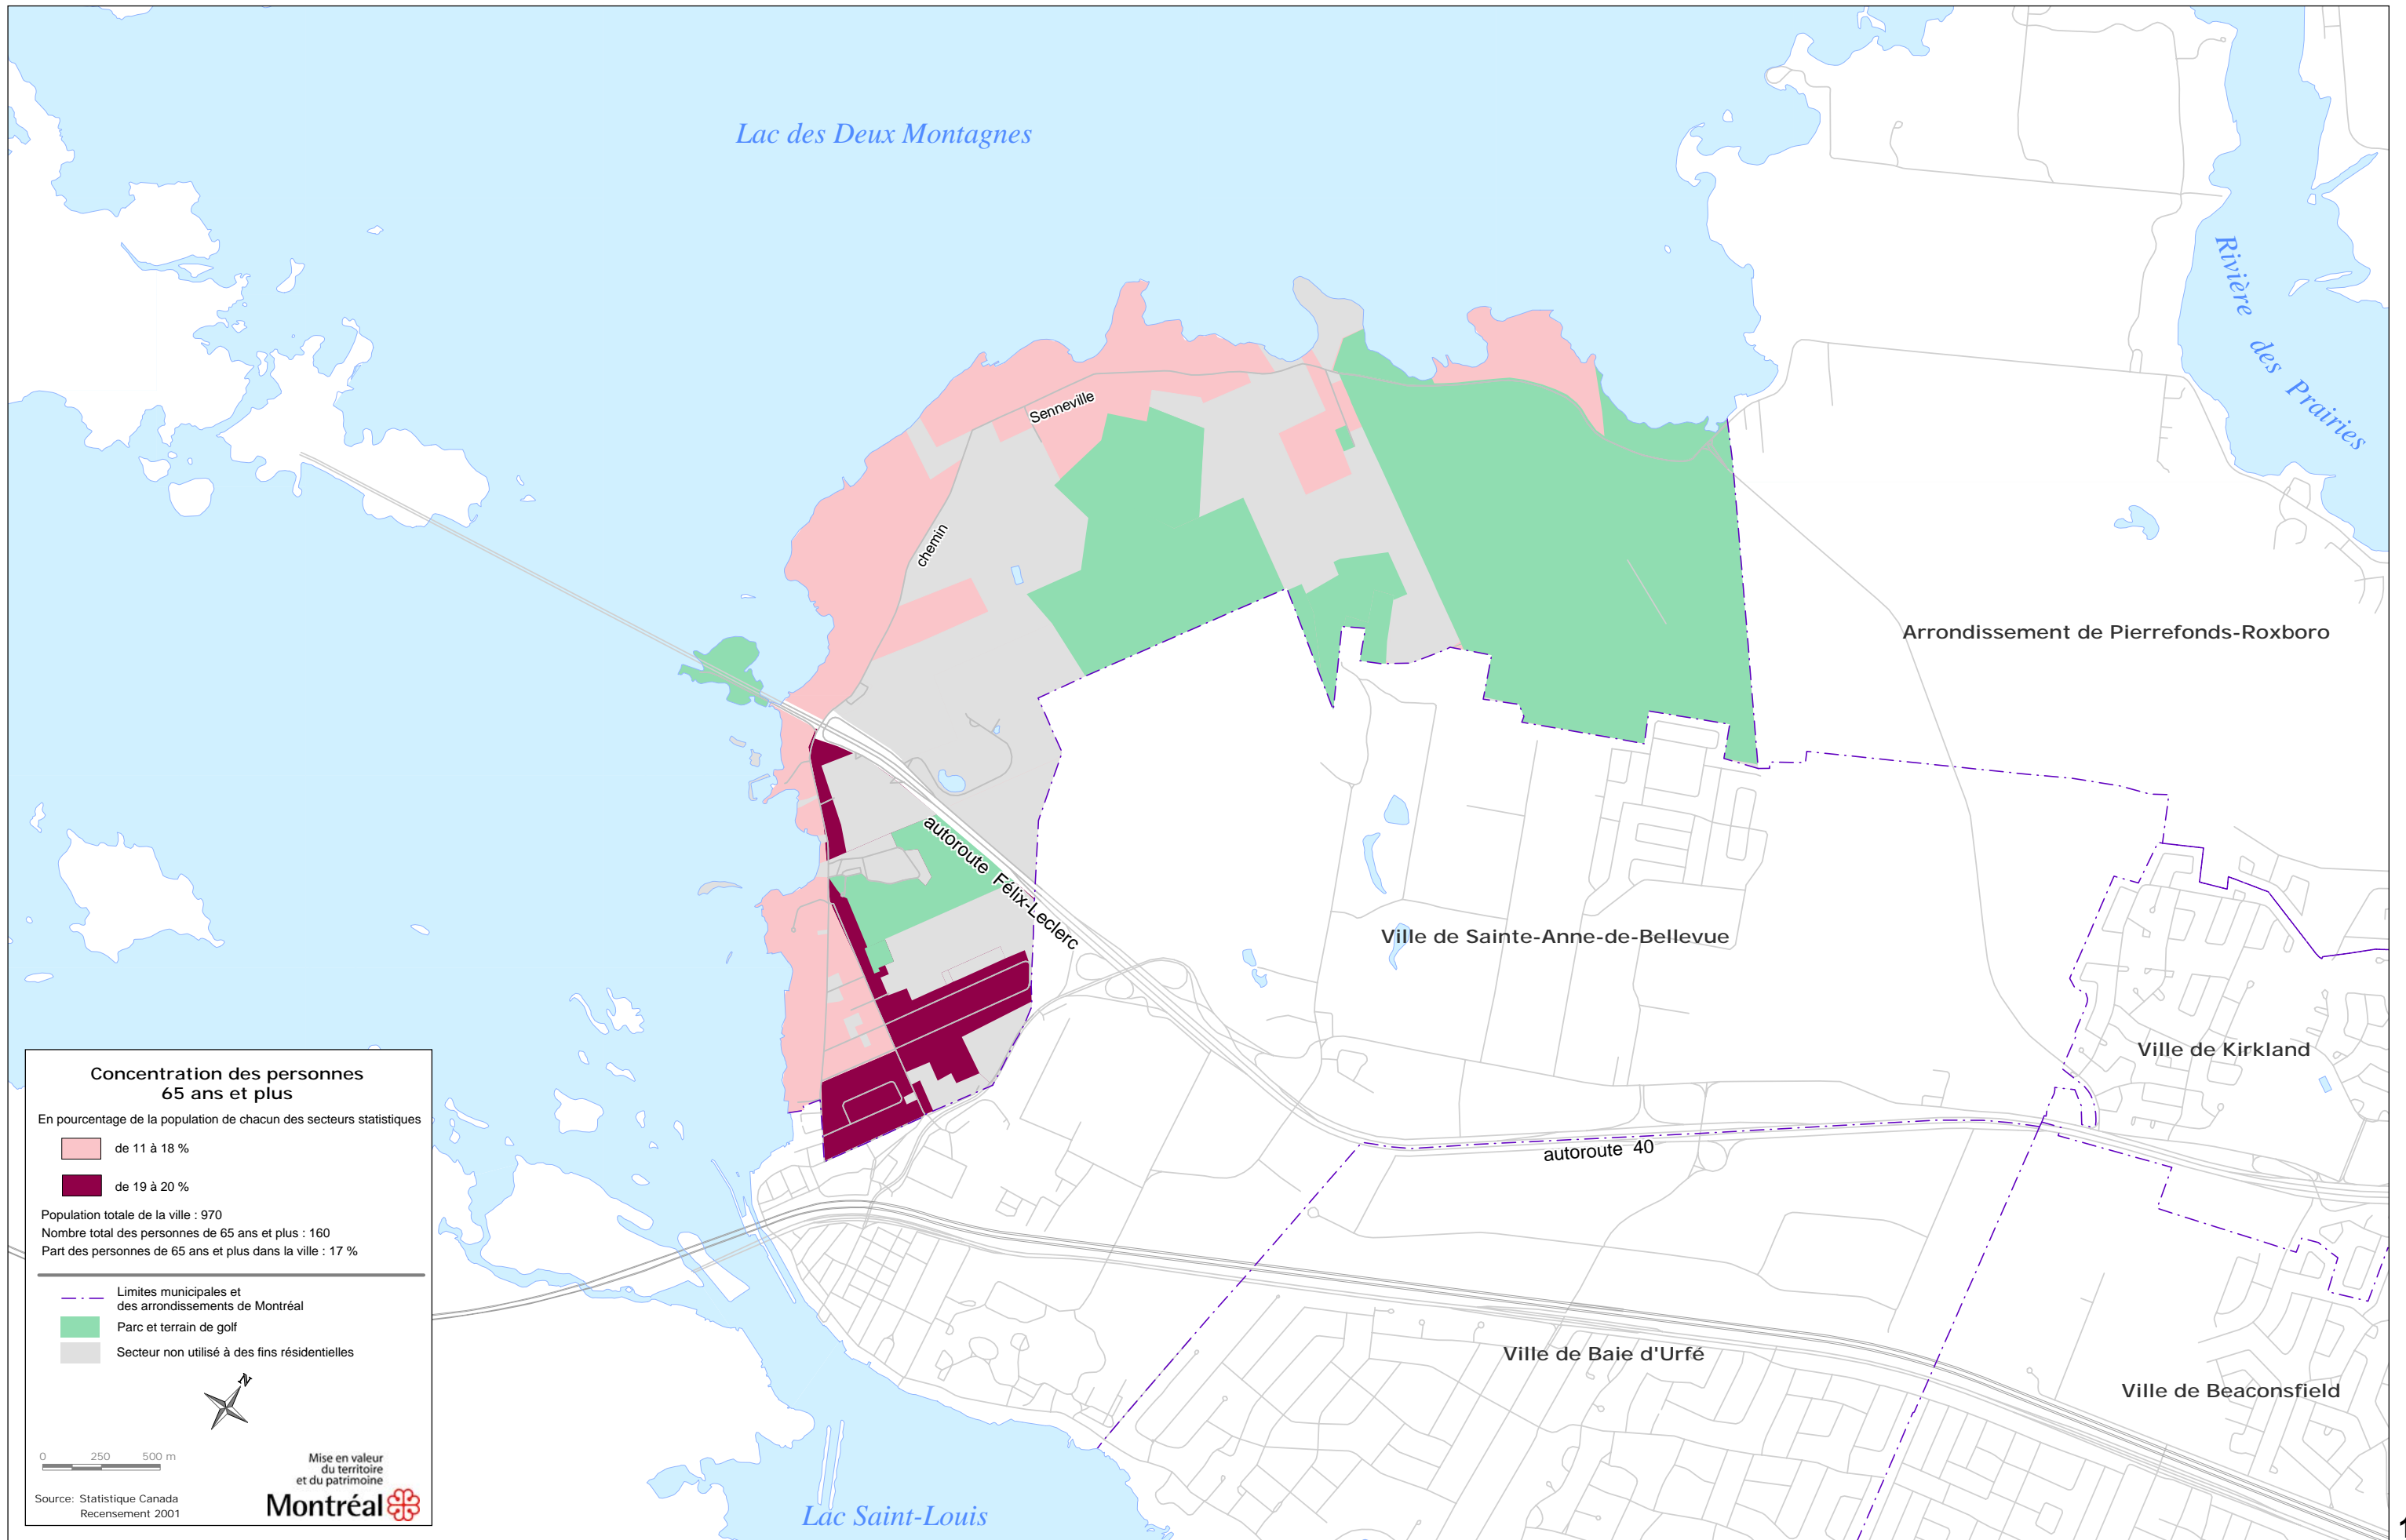 Lac des Deux Montagnes
Rivière des Prairies
Senneville
chemin
Arrondissement de Pierrefonds-Roxboro
autoroute Félix-Leclerc
Ville de Sainte-Anne-de-Bellevue
Ville de Kirkland
autoroute 40
Ville de Baie d'Urfé
Ville de Beaconsfield
Lac Saint-Louis
Concentration des personnes
65 ans et plus
En pourcentage de la population de chacun des secteurs statistiques
de 11 à 18 %
de 19 à 20 %
Population totale de la ville : 970
Nombre total des personnes de 65 ans et plus : 160
Part des personnes de 65 ans et plus dans la ville : 17 %
Limites municipales et
des arrondissements de Montréal
Parc et terrain de golf
Secteur non utilisé à des fins résidentielles
N
0 250 500 m
Mise en valeur
du territoire
et du patrimoine
Montréal
Source: Statistique Canada
Recensement 2001